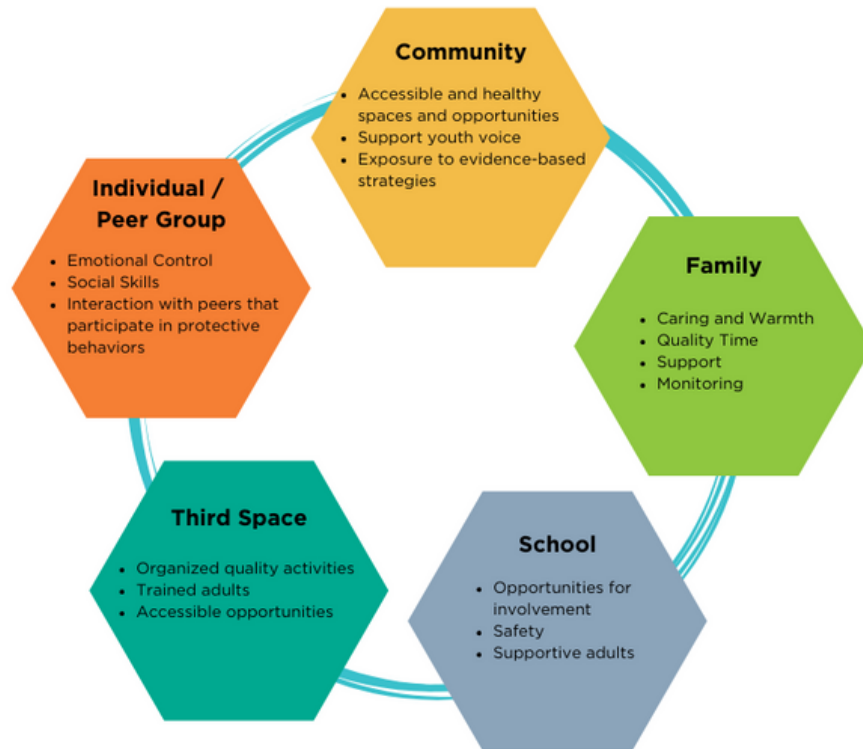 Community
• Accessible and healthy
spaces and opportunities
• Support youth voice
• Exposure to evidence-based
strategies
Individual /
Peer Group
• Emotional Control
• Social Skills
• Interaction with peers that
participate in protective
behaviors
Family
• Caring and Warmth
• Quality Time
• Support
• Monitoring
Third Space
• Organized quality activities
• Trained adults
• Accessible opportunities
School
• Opportunities for
involvement
• Safety
• Supportive adults